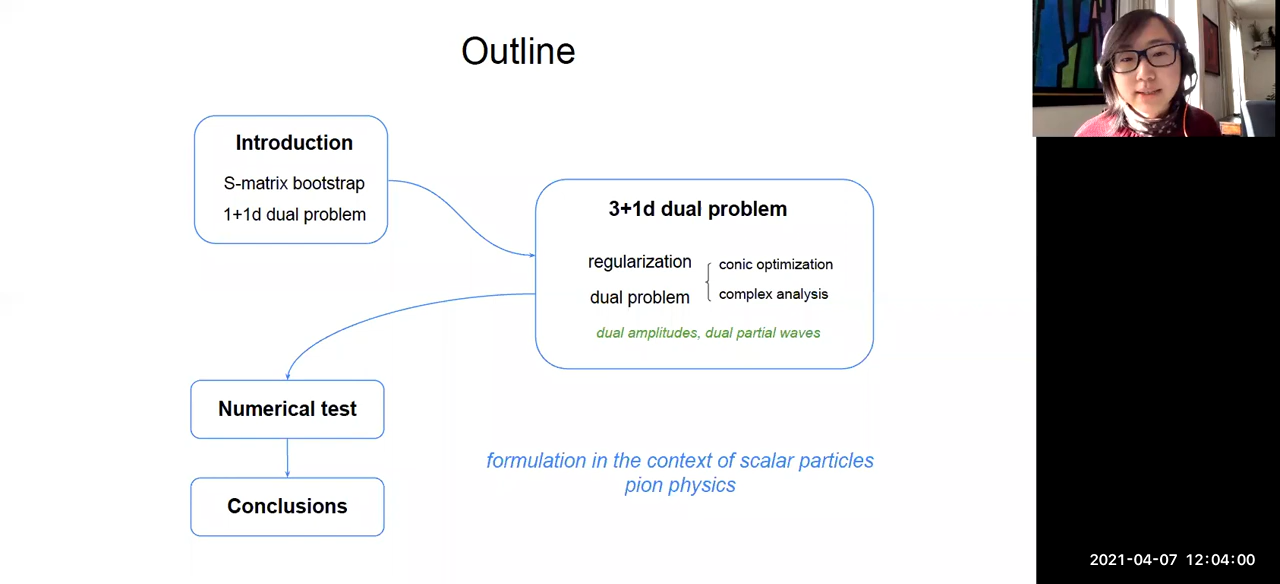 Outline
Introduction
S-matrix bootstrap
1+1d dual problem
3+1d dual problem
regularization
conic optimization
dual problem
complex analysis
dual amplitudes, dual partial waves
Numerical test
Conclusions
formulation in the context of scalar particles
pion physics
2021-04-07 12:04:00